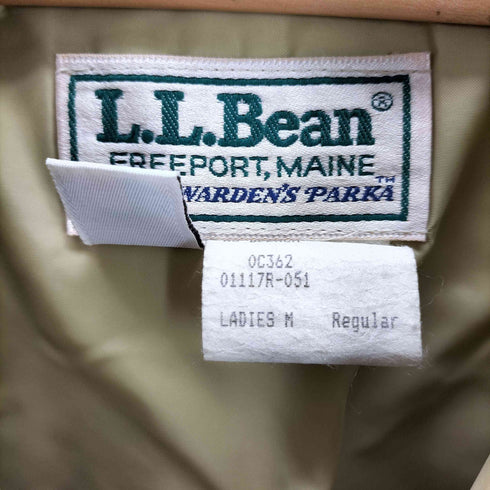 L.L.Bean®
FREEPORT, MAINE
WARDEN'S PARKA™
0C362
01117R-051
LADIES M Regular